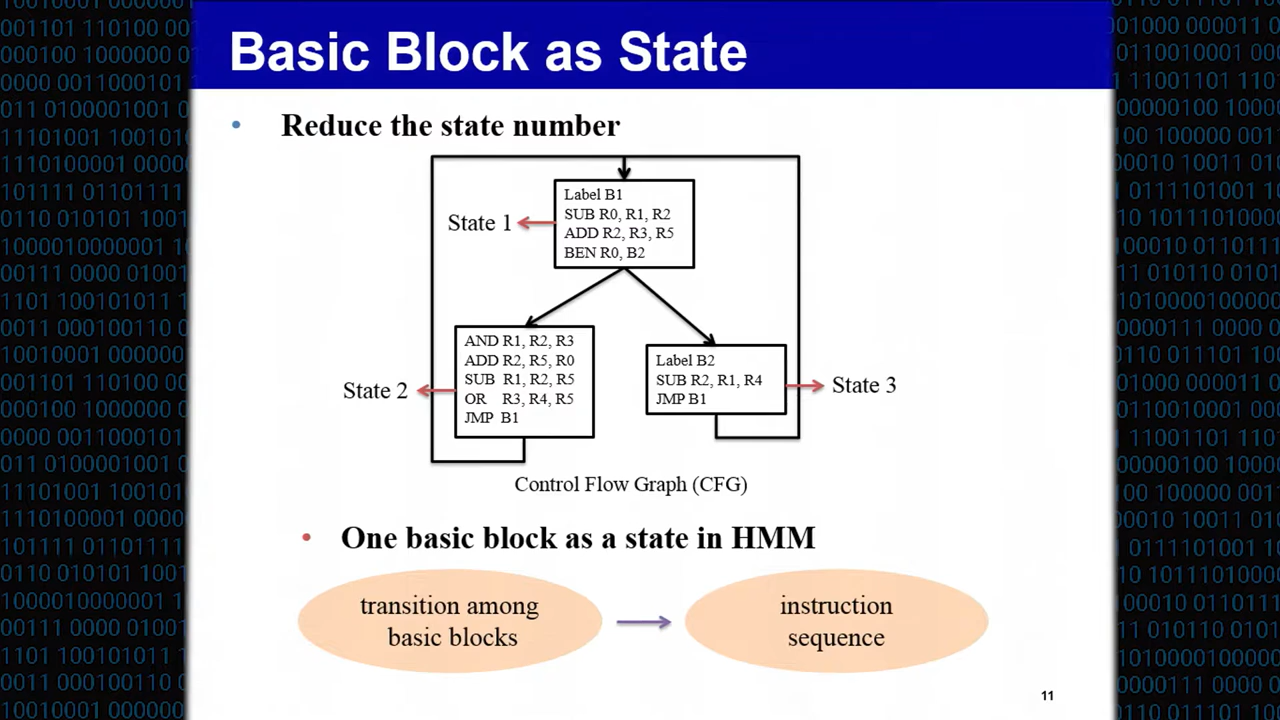 Basic Block as State
• Reduce the state number
Label B1
SUB R0, R1, R2
ADD R2, R3, R5
BEN R0, B2
State 1
AND R1, R2, R3
ADD R2, R5, R0
SUB R1, R2, R5
OR R3, R4, R5
JMP B1
State 2
Label B2
SUB R2, R1, R4
JMP B1
State 3
Control Flow Graph (CFG)
• One basic block as a state in HMM
transition among
basic blocks
instruction
sequence
11